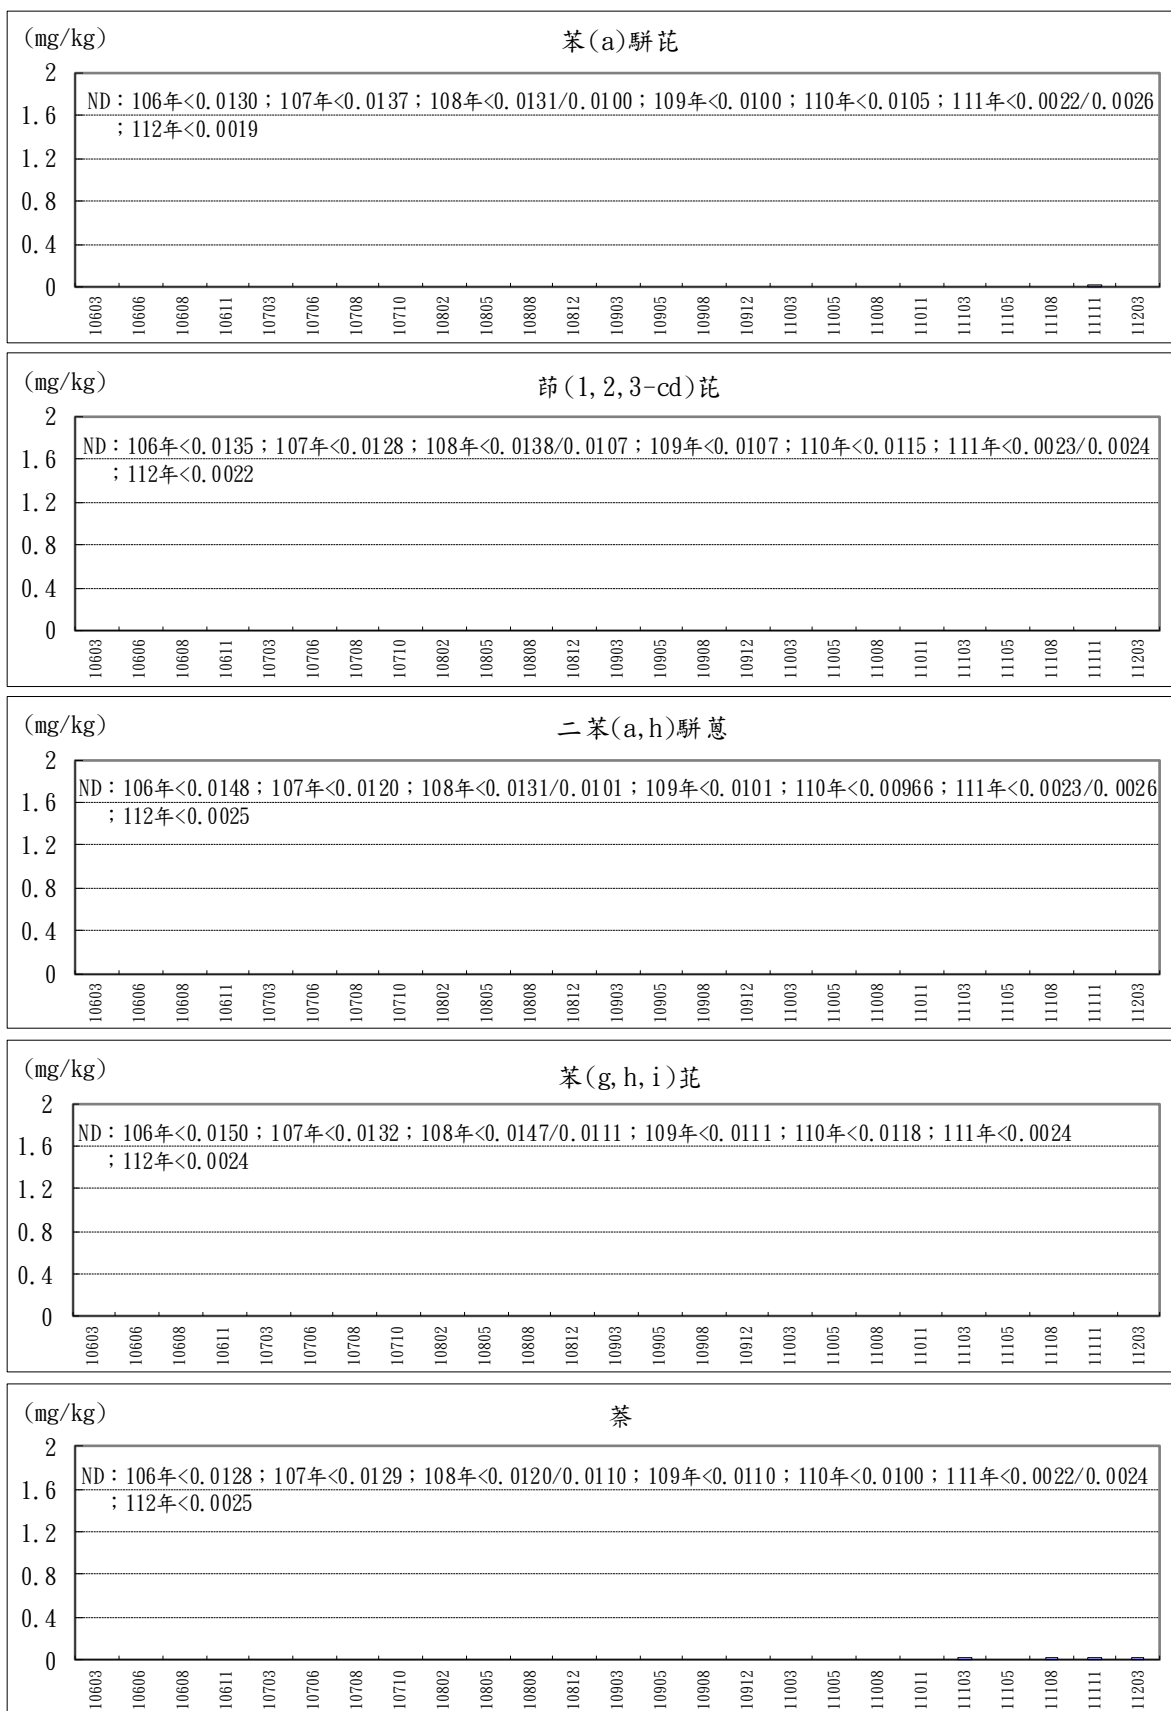 (mg/kg)
苯(a)駢芘
2
ND：106年<0.0130；107年<0.0137；108年<0.0131/0.0100；109年<0.0100；110年<0.0105；111年<0.0022/0.0026
1.6
；112年<0.0019
1.2
0.8
0.4
0
10603 10606 10608 10611 10703 10706 10708 10710 10802 10805 10808 10812 10903 10905 10908 10912 11003 11005 11008 11011 11103 11105 11108 11111 11203
(mg/kg)
茚(1,2,3-cd)芘
2
ND：106年<0.0135；107年<0.0128；108年<0.0138/0.0107；109年<0.0107；110年<0.0115；111年<0.0023/0.0024
1.6
；112年<0.0022
1.2
0.8
0.4
0
10603 10606 10608 10611 10703 10706 10708 10710 10802 10805 10808 10812 10903 10905 10908 10912 11003 11005 11008 11011 11103 11105 11108 11111 11203
(mg/kg)
二苯(a,h)駢蒽
2
ND：106年<0.0148；107年<0.0120；108年<0.0131/0.0101；109年<0.0101；110年<0.00966；111年<0.0023/0.0026
1.6
；112年<0.0025
1.2
0.8
0.4
0
10603 10606 10608 10611 10703 10706 10708 10710 10802 10805 10808 10812 10903 10905 10908 10912 11003 11005 11008 11011 11103 11105 11108 11111 11203
(mg/kg)
苯(g,h,i)苝
2
ND：106年<0.0150；107年<0.0132；108年<0.0147/0.0111；109年<0.0111；110年<0.0118；111年<0.0024
1.6
；112年<0.0024
1.2
0.8
0.4
0
10603 10606 10608 10611 10703 10706 10708 10710 10802 10805 10808 10812 10903 10905 10908 10912 11003 11005 11008 11011 11103 11105 11108 11111 11203
(mg/kg)
萘
2
ND：106年<0.0128；107年<0.0129；108年<0.0120/0.0110；109年<0.0110；110年<0.0100；111年<0.0022/0.0024
1.6
；112年<0.0025
1.2
0.8
0.4
0
10603 10606 10608 10611 10703 10706 10708 10710 10802 10805 10808 10812 10903 10905 10908 10912 11003 11005 11008 11011 11103 11105 11108 11111 11203